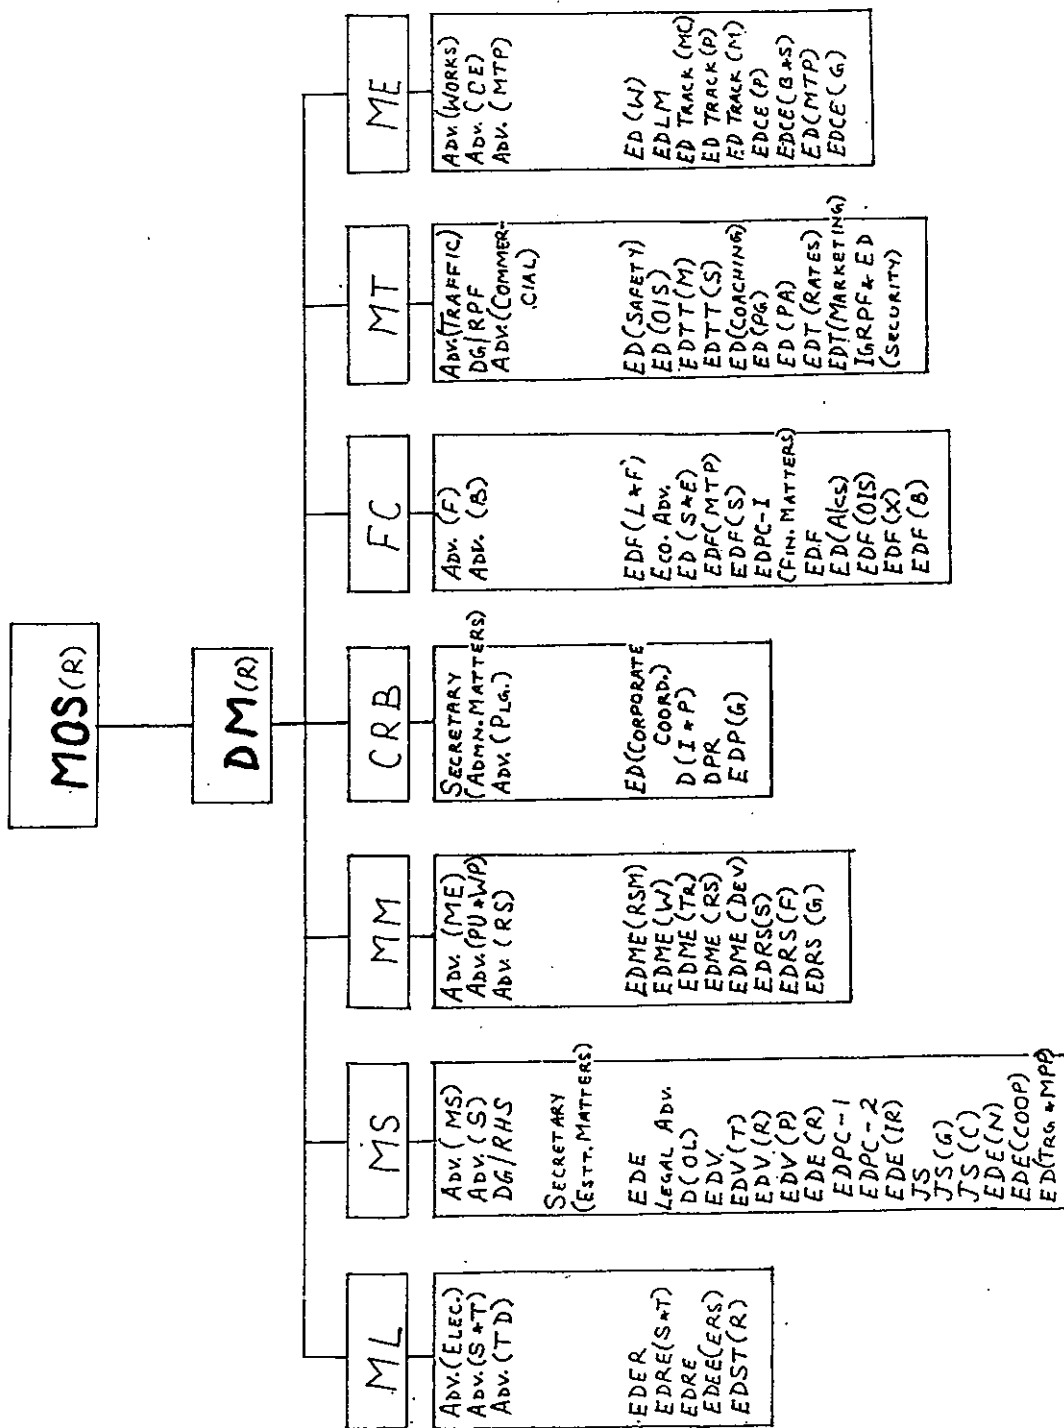 MOS(R)
DM(R)
ML
ADV.(ELEC.)
ADV.(S&T)
ADV.(TD)
EDER
EDRE(S&T)
EDRE
EDEE(ERS)
EDST(R)
MS
ADV.(MS)
ADV.(S)
DG/RHS
SECRETARY
(ESTT. MATTERS)
EDE
LEGAL ADV.
D(OL)
EDV.
EDV(T)
EDV(R)
EDV(P)
EDE(R)
EDPC-1
EDPC-2
EDE(IR)
JS
JS(G)
JS(C)
EDE(N)
EDE(COOP)
ED(TRG.&MPP)
MM
ADV.(ME)
ADV.(PU&WP)
ADV.(RS)
EDME(RSM)
EDME(W)
EDME(TR)
EDME(RS)
EDME(DEV)
EDRS(S)
EDRS(F)
EDRS(G)
CRB
SECRETARY
(ADMN. MATTERS)
ADV.(PLG.)
ED(CORPORATE
COORD.)
D(I&P)
DPR
EDP(G)
FC
ADV.(F)
ADV.(B)
EDF(L&F)
ECO. ADV.
ED(S&E)
EDF(MTP)
EDF(S)
EDPC-I
(FIN. MATTERS)
EDF
ED(A/CS
EDF(OIS)
EDF(X)
EDF(B)
MT
ADV.(TRAFFIC)
DG/RPF
ADV.(COMMER-
CIAL)
ED(SAFETY)
ED(OIS)
EDTT(M)
EDTT(S)
ED(COACHING)
ED(PG)
ED(PA)
EDT(RATES)
EDT(MARKETING)
IGRPF & ED
(SECURITY)
ME
ADV.(WORKS)
ADV.(CE)
ADV.(MTP)
ED(W)
EDLM
ED TRACK(MC)
ED TRACK(P)
ED TRACK(M)
EDCE(P)
EDCE(B&S)
ED(MTP)
EDCE(G)